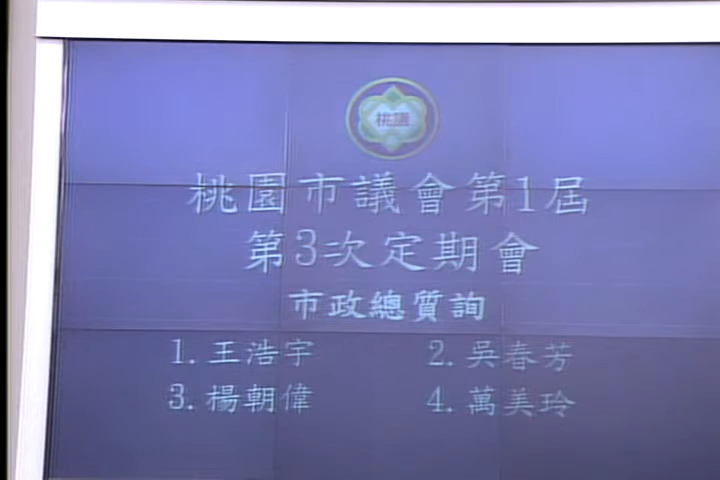 桃議
桃園市議會第1屆
第3次定期會
市政總質詢
1. 王浩宇 2. 吳春芳
3. 楊朝偉 4. 萬美玲